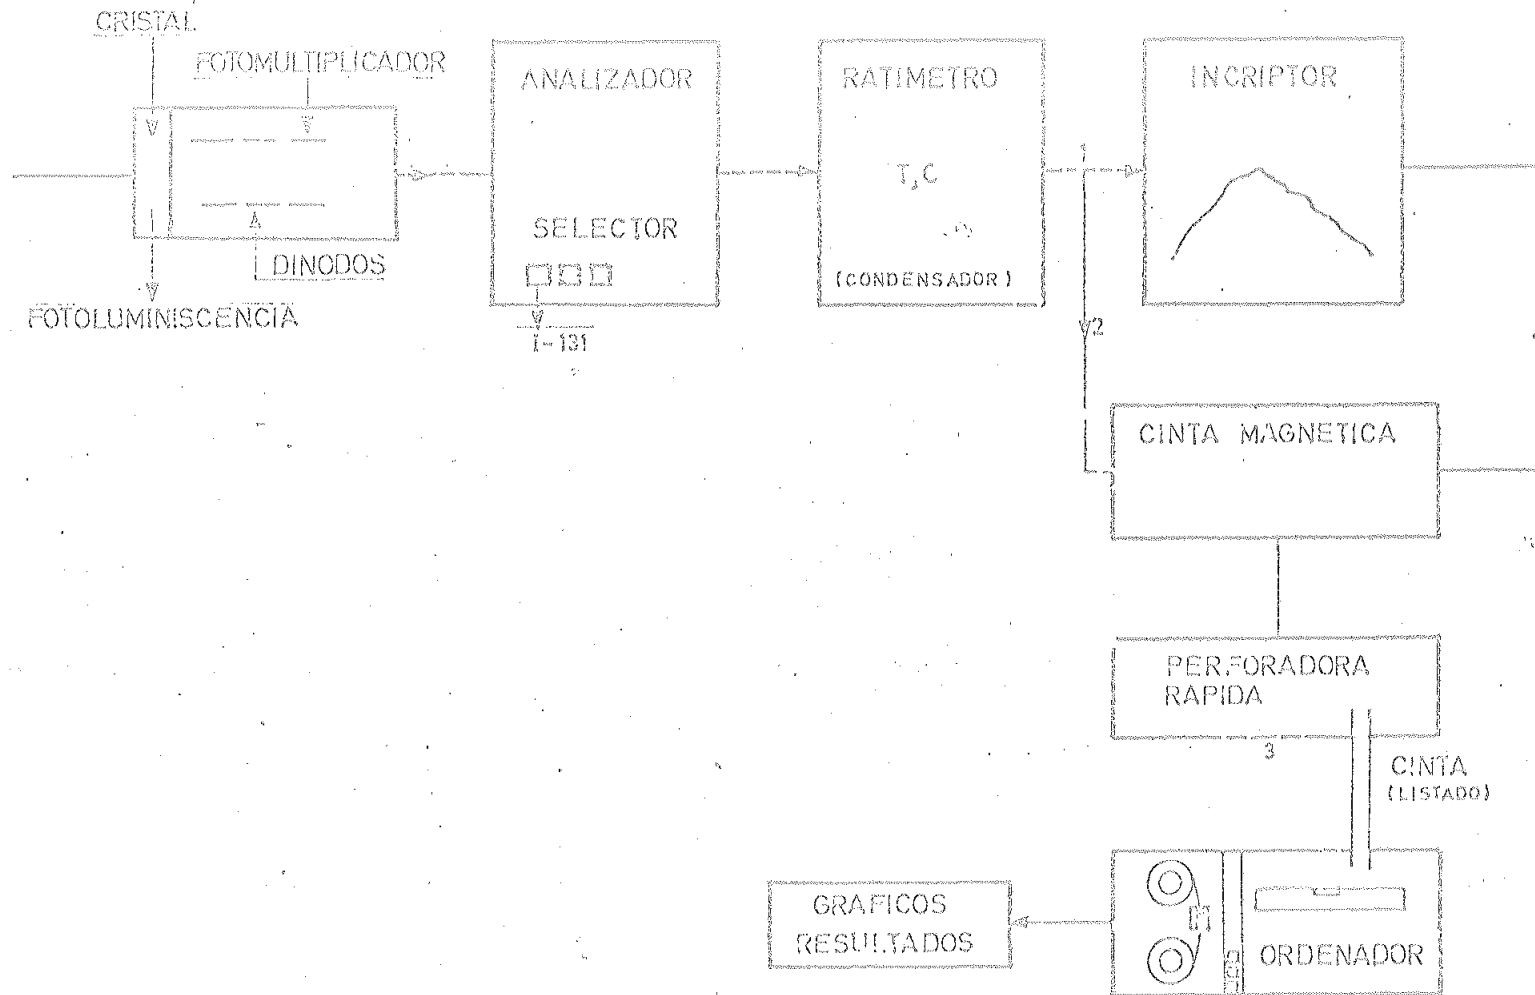 CRISTAL
FOTOMULTIPLICADOR
DINODOS
FOTOLUMINISCENCIA
ANALIZADOR
SELECTOR
I-131
RATIMETRO
T,C
(CONDENSADOR)
1
INCRIPTOR
2
CINTA MAGNETICA
PERFORADORA
RAPIDA
3
CINTA
(LISTADO)
ORDENADOR
GRAFICOS
RESULTADOS